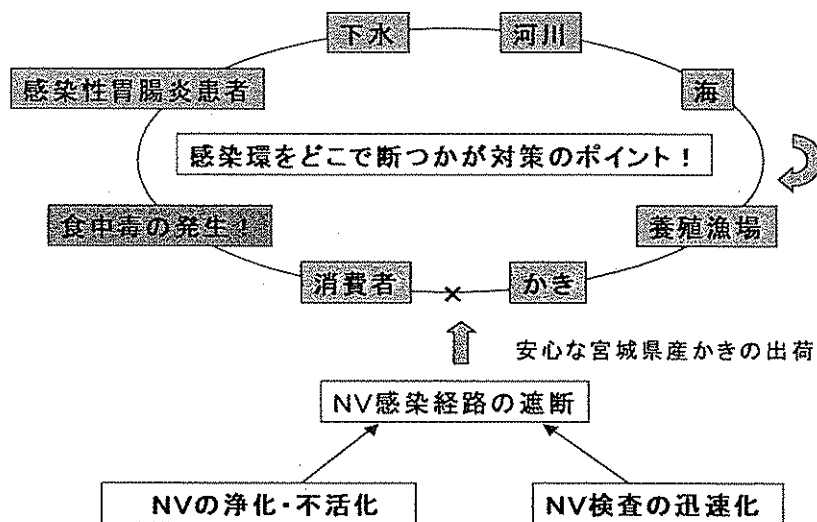 下水
河川
感染性胃腸炎患者
海
感染環をどこで断つかが対策のポイント!
食中毒の発生!
養殖漁場
消費者
×
かき
安心な宮城県産かきの出荷
NV感染経路の遮断
NVの浄化・不活化
NV検査の迅速化